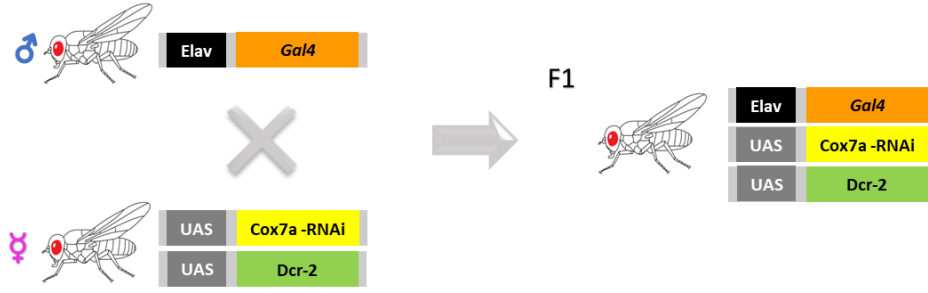 Elav Gal4
F1
Elav Gal4
UAS Cox7a -RNAi
UAS Dcr-2
UAS Cox7a -RNAi
UAS Dcr-2